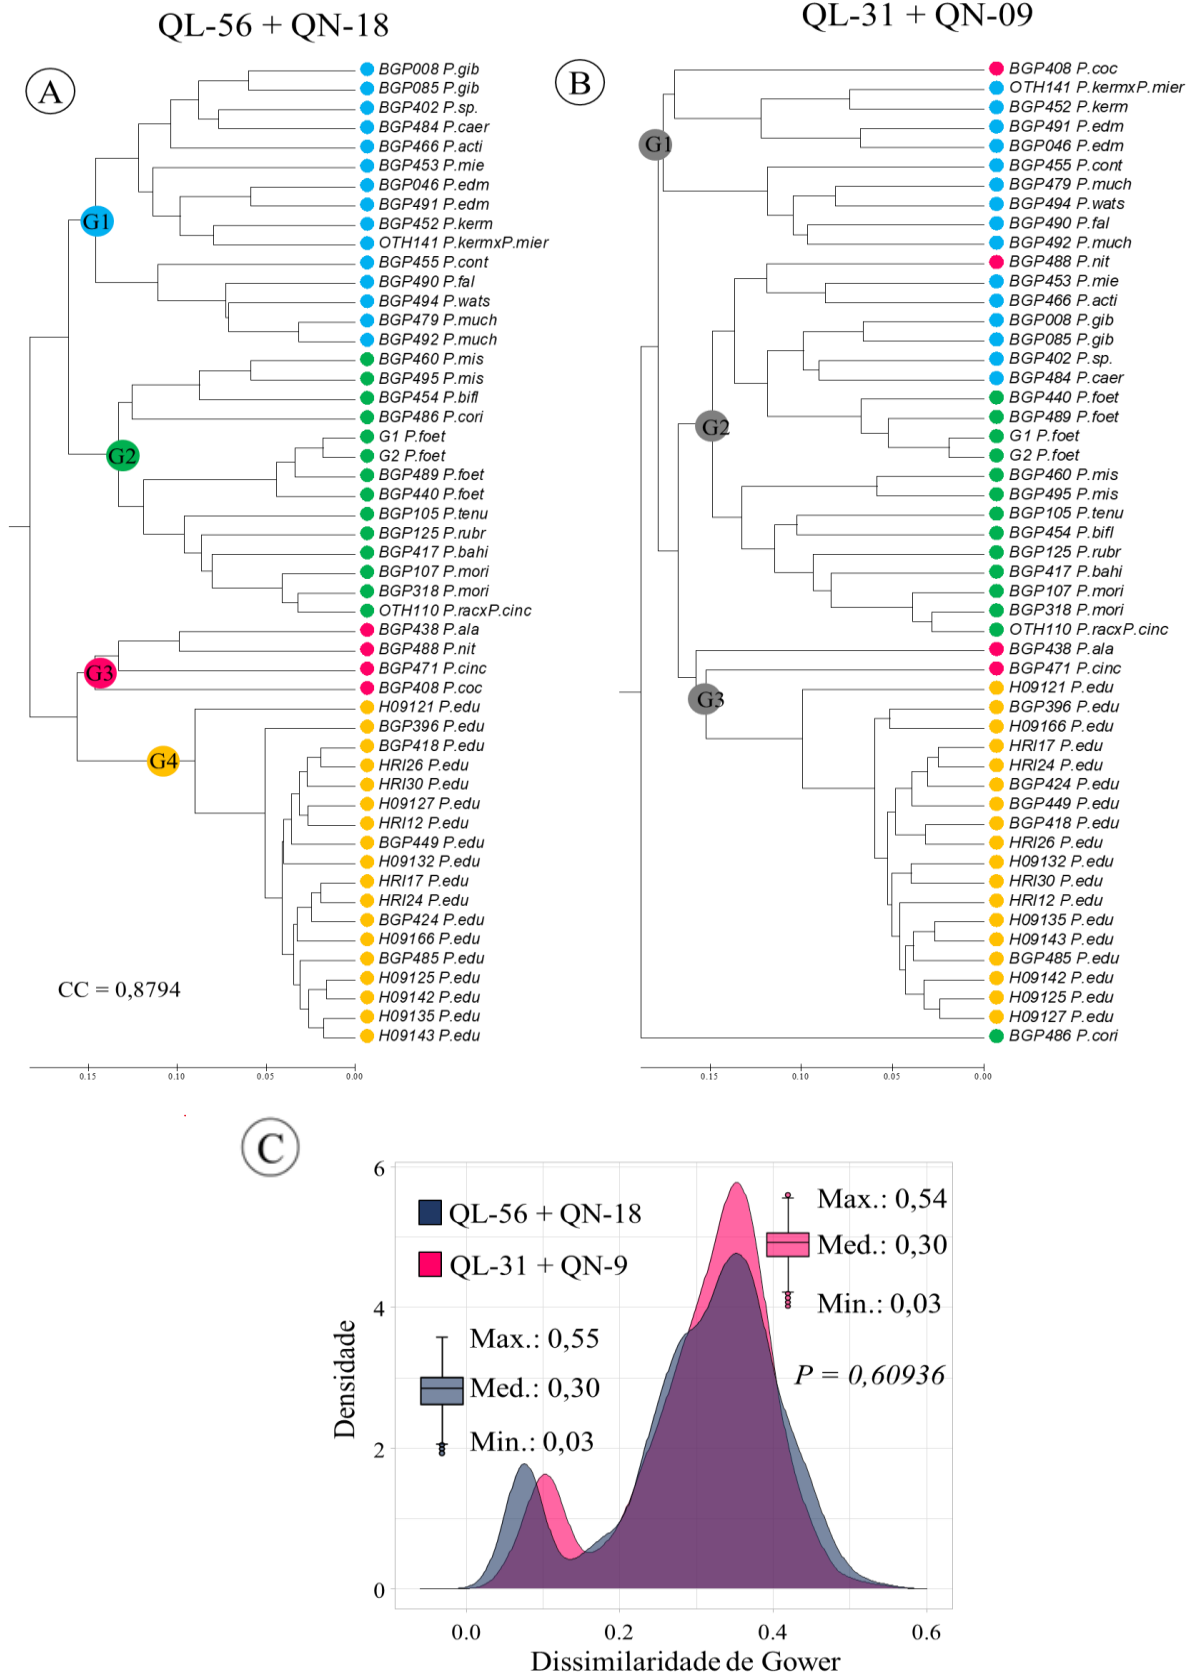 QL-56 + QN-18
A
BGP008 P.gib
BGP085 P.gib
BGP402 P.sp.
BGP484 P.caer
BGP466 P.acti
BGP453 P.mie
BGP046 P.edm
BGP491 P.edm
BGP452 P.kerm
OTH141 P.kermxP.mier
BGP455 P.cont
BGP490 P.fal
BGP494 P.wats
BGP479 P.much
BGP492 P.much
BGP460 P.mis
BGP495 P.mis
BGP454 P.bifl
BGP486 P.cori
G1 P.foet
G2 P.foet
BGP489 P.foet
BGP440 P.foet
BGP105 P.tenu
BGP125 P.rubr
BGP417 P.bahi
BGP107 P.mori
BGP318 P.mori
OTH110 P.racxP.cinc
BGP438 P.ala
BGP488 P.nit
BGP471 P.cinc
BGP408 P.coc
H09121 P.edu
BGP396 P.edu
BGP418 P.edu
HRI26 P.edu
HRI30 P.edu
H09127 P.edu
HRI12 P.edu
BGP449 P.edu
H09132 P.edu
HRI17 P.edu
HRI24 P.edu
BGP424 P.edu
H09166 P.edu
BGP485 P.edu
H09125 P.edu
H09142 P.edu
H09135 P.edu
H09143 P.edu
G1
G2
G3
G4
CC = 0,8794
0.15 0.10 0.05 0.00
QL-31 + QN-09
B
BGP408 P.coc
OTH141 P.kermxP.mier
BGP452 P.kerm
BGP491 P.edm
BGP046 P.edm
BGP455 P.cont
BGP479 P.much
BGP494 P.wats
BGP490 P.fal
BGP492 P.much
BGP488 P.nit
BGP453 P.mie
BGP466 P.acti
BGP008 P.gib
BGP085 P.gib
BGP402 P.sp.
BGP484 P.caer
BGP440 P.foet
BGP489 P.foet
G1 P.foet
G2 P.foet
BGP460 P.mis
BGP495 P.mis
BGP105 P.tenu
BGP454 P.bifl
BGP125 P.rubr
BGP417 P.bahi
BGP107 P.mori
BGP318 P.mori
OTH110 P.racxP.cinc
BGP438 P.ala
BGP471 P.cinc
H09121 P.edu
BGP396 P.edu
H09166 P.edu
HRI17 P.edu
HRI24 P.edu
BGP424 P.edu
BGP449 P.edu
BGP418 P.edu
HRI26 P.edu
H09132 P.edu
HRI30 P.edu
HRI12 P.edu
H09135 P.edu
H09143 P.edu
BGP485 P.edu
H09142 P.edu
H09125 P.edu
H09127 P.edu
BGP486 P.cori
G1
G2
G3
0.15 0.10 0.05 0.00
C
QL-56 + QN-18
QL-31 + QN-9
Max.: 0,54
Med.: 0,30
Min.: 0,03
Max.: 0,55
Med.: 0,30
Min.: 0,03
P = 0,60936
Densidade
6
4
2
0
0.0 0.2 0.4 0.6
Dissimilaridade de Gower